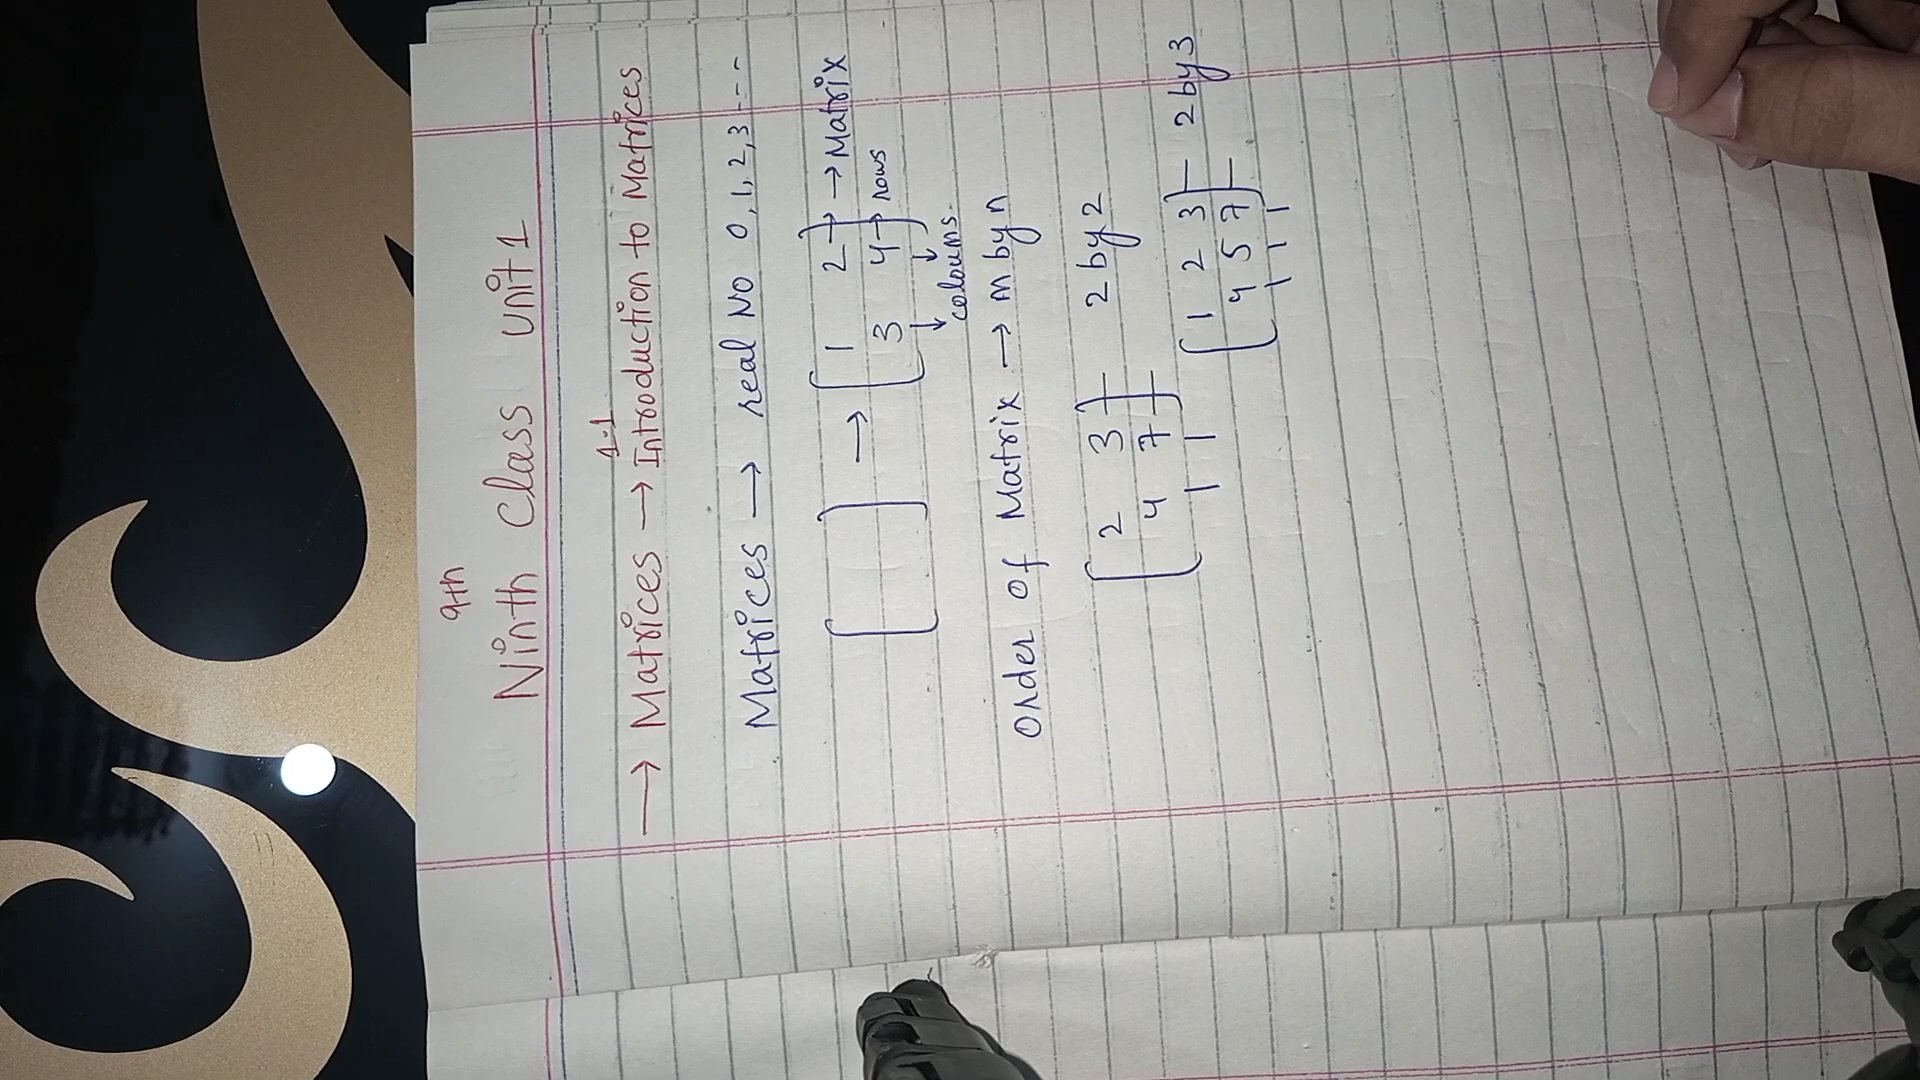 9th
Ninth Class Unit 1
1.1
→ Matrices → Introduction to Matrices
Matrices → real No 0, 1, 2, 3 - - -
[ ] → [1 2 → Matrix
3 4] → rows
↓ ↓
coloums.
Order of Matrix → m by n
[2 3
4 7] 2 by 2
[1 2 3
4 5 7] 2 by 3